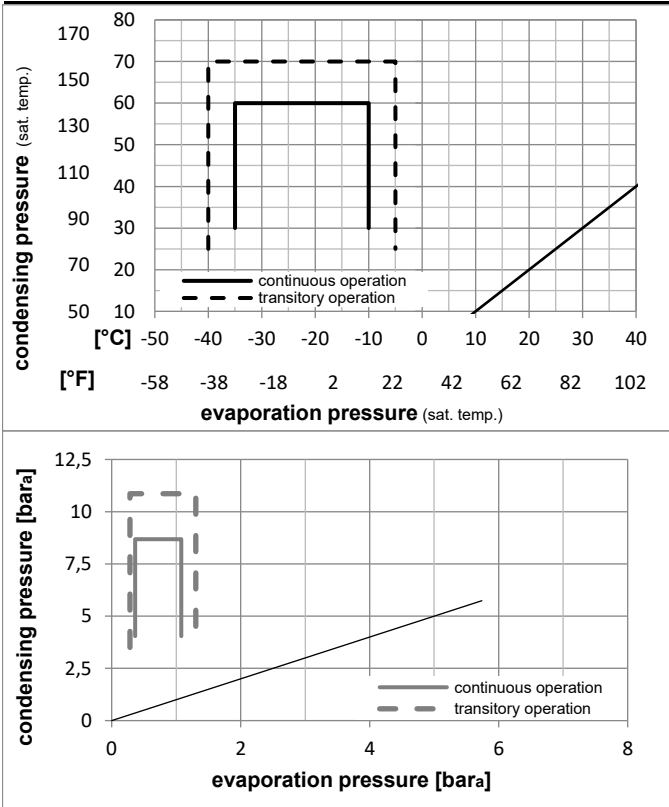 condensing pressure (sat. temp.)
170 80
150 70
60
130
50
110
40
90
30
70
20
50 10
continuous operation
transitory operation
[°C] -50 -40 -30 -20 -10 0 10 20 30 40
[°F] -58 -38 -18 2 22 42 62 82 102
evaporation pressure (sat. temp.)
condensing pressure [bara]
12,5
10
7,5
5
2,5
0
continuous operation
transitory operation
0 2 4 6 8
evaporation pressure [bara]